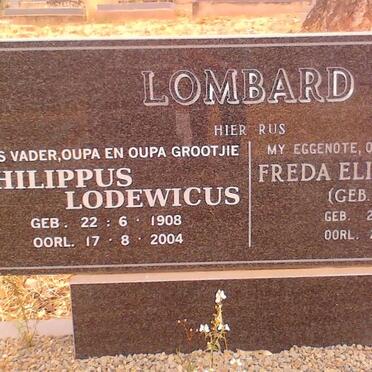 LOMBARD
HIER RUS
VADER, OUPA EN OUPA GROOTJIE
HILIPPUS
LODEWICUS
GEB. 22 · 6 · 1908
OORL. 17 · 8 · 2004
MY EGGENOTE, O
FREDA ELI
(GEB.
GEB. 2
OORL.